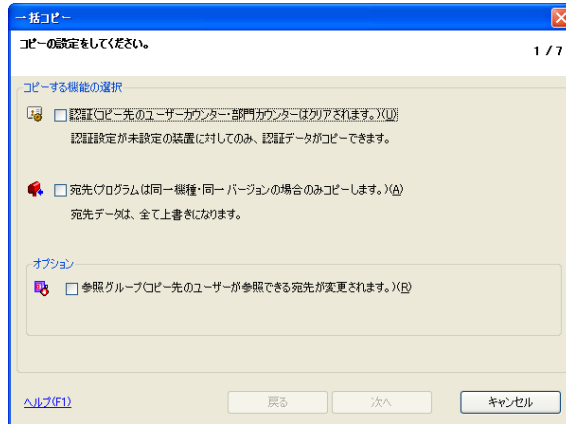 一括コピー
コピーの設定をしてください。
1 / 7
コピーする機能の選択
認証(コピー先のユーザーカウンター・部門カウンターはクリアされます。)(U)
認証設定が未設定の装置に対してのみ、認証データがコピーできます。
宛先(プログラムは同一機種・同一バージョンの場合のみコピーします。)(A)
宛先データは、全て上書きになります。
オプション
参照グループ(コピー先のユーザーが参照できる宛先が変更されます。)(R)
ヘルプ(F1)
戻る
次へ
キャンセル